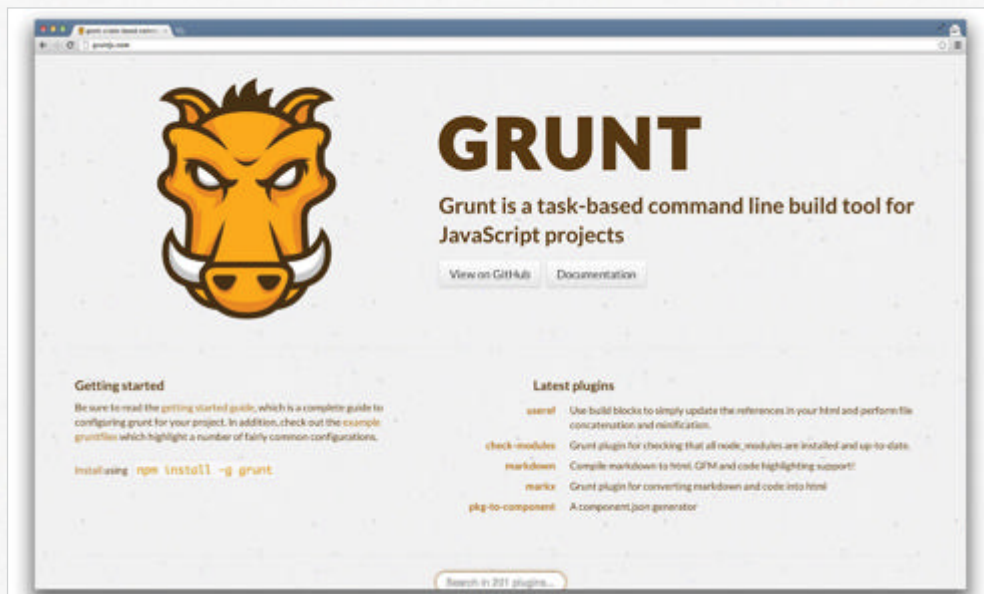 gruntjs.com
GRUNT
Grunt is a task-based command line build tool for
JavaScript projects
View on GitHub
Documentation
Getting started
Be sure to read the getting started guide, which is a complete guide to
configuring grunt for your project. In addition, check out the example
gruntfiles which highlight a number of fairly common configurations.
Install using npm install -g grunt
Latest plugins
useref Use build blocks to simply update the references in your html and perform file
concatenation and minification.
check-modules Grunt plugin for checking that all node_modules are installed and up-to-date.
markdown Compile markdown to html. GFM and code highlighting support!
marks Grunt plugin for converting markdown and code into html
pkg-to-component A component.json generator
Search in 201 plugins...